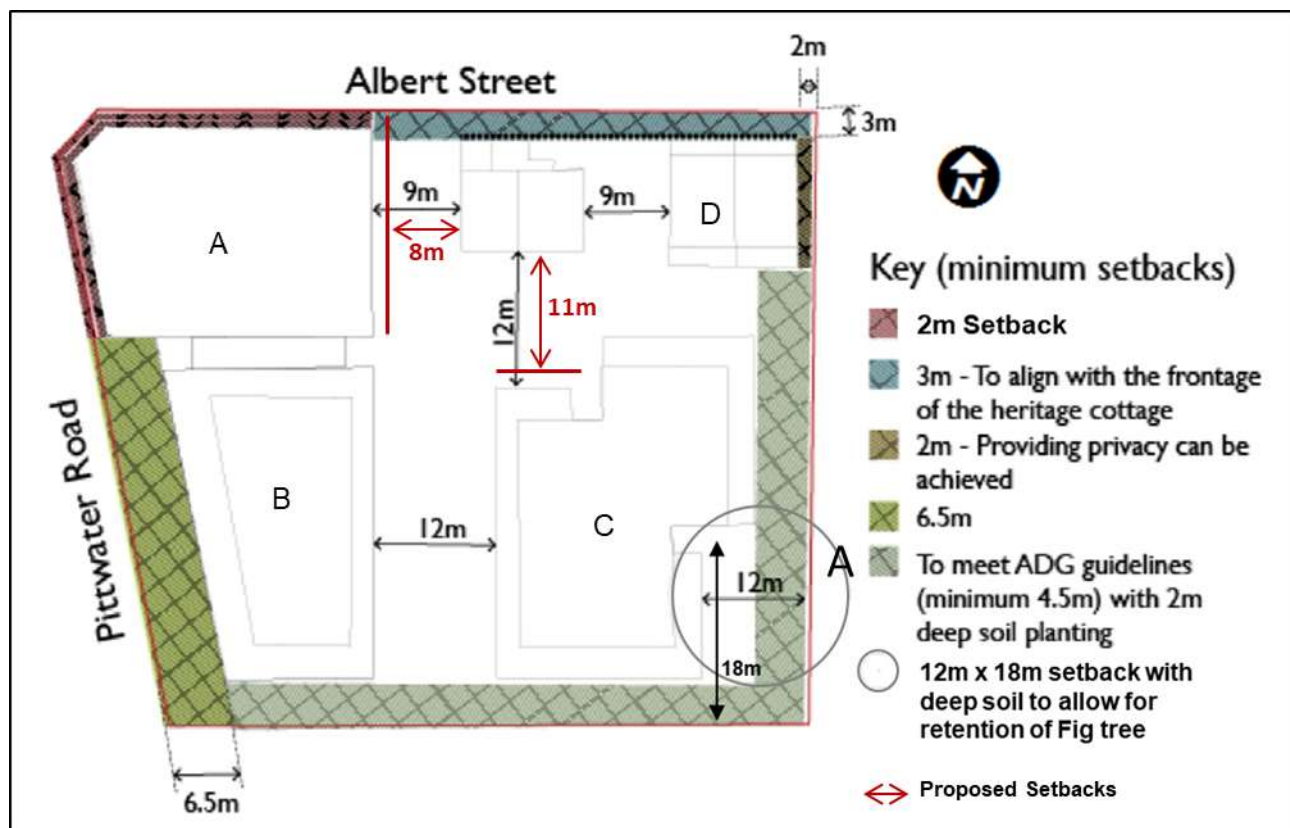 2m
Albert Street
3m
N
9m
9m
D
A
8m
12m
11m
Key (minimum setbacks)
2m Setback
3m - To align with the frontage
of the heritage cottage
2m - Providing privacy can be
achieved
6.5m
To meet ADG guidelines
(minimum 4.5m) with 2m
deep soil planting
12m x 18m setback with
deep soil to allow for
retention of Fig tree
Proposed Setbacks
Pittwater Road
B
12m
C
A
12m
18m
6.5m